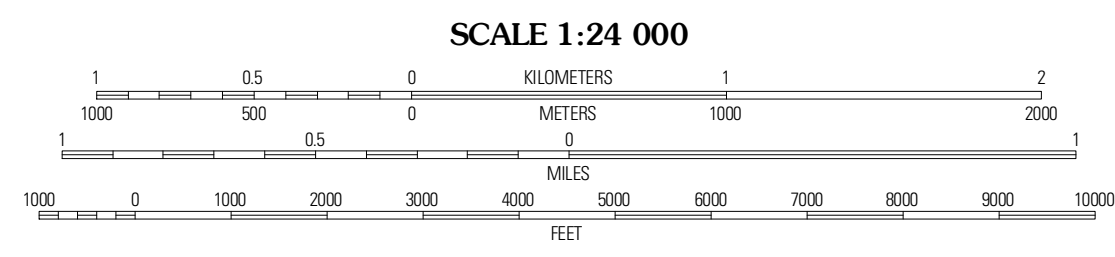 SCALE 1:24 000
1 0.5 0 KILOMETERS 1 2
1000 500 0 METERS 1000 2000
1 0.5 0 1
MILES
1000 0 1000 2000 3000 4000 5000 6000 7000 8000 9000 10000
FEET